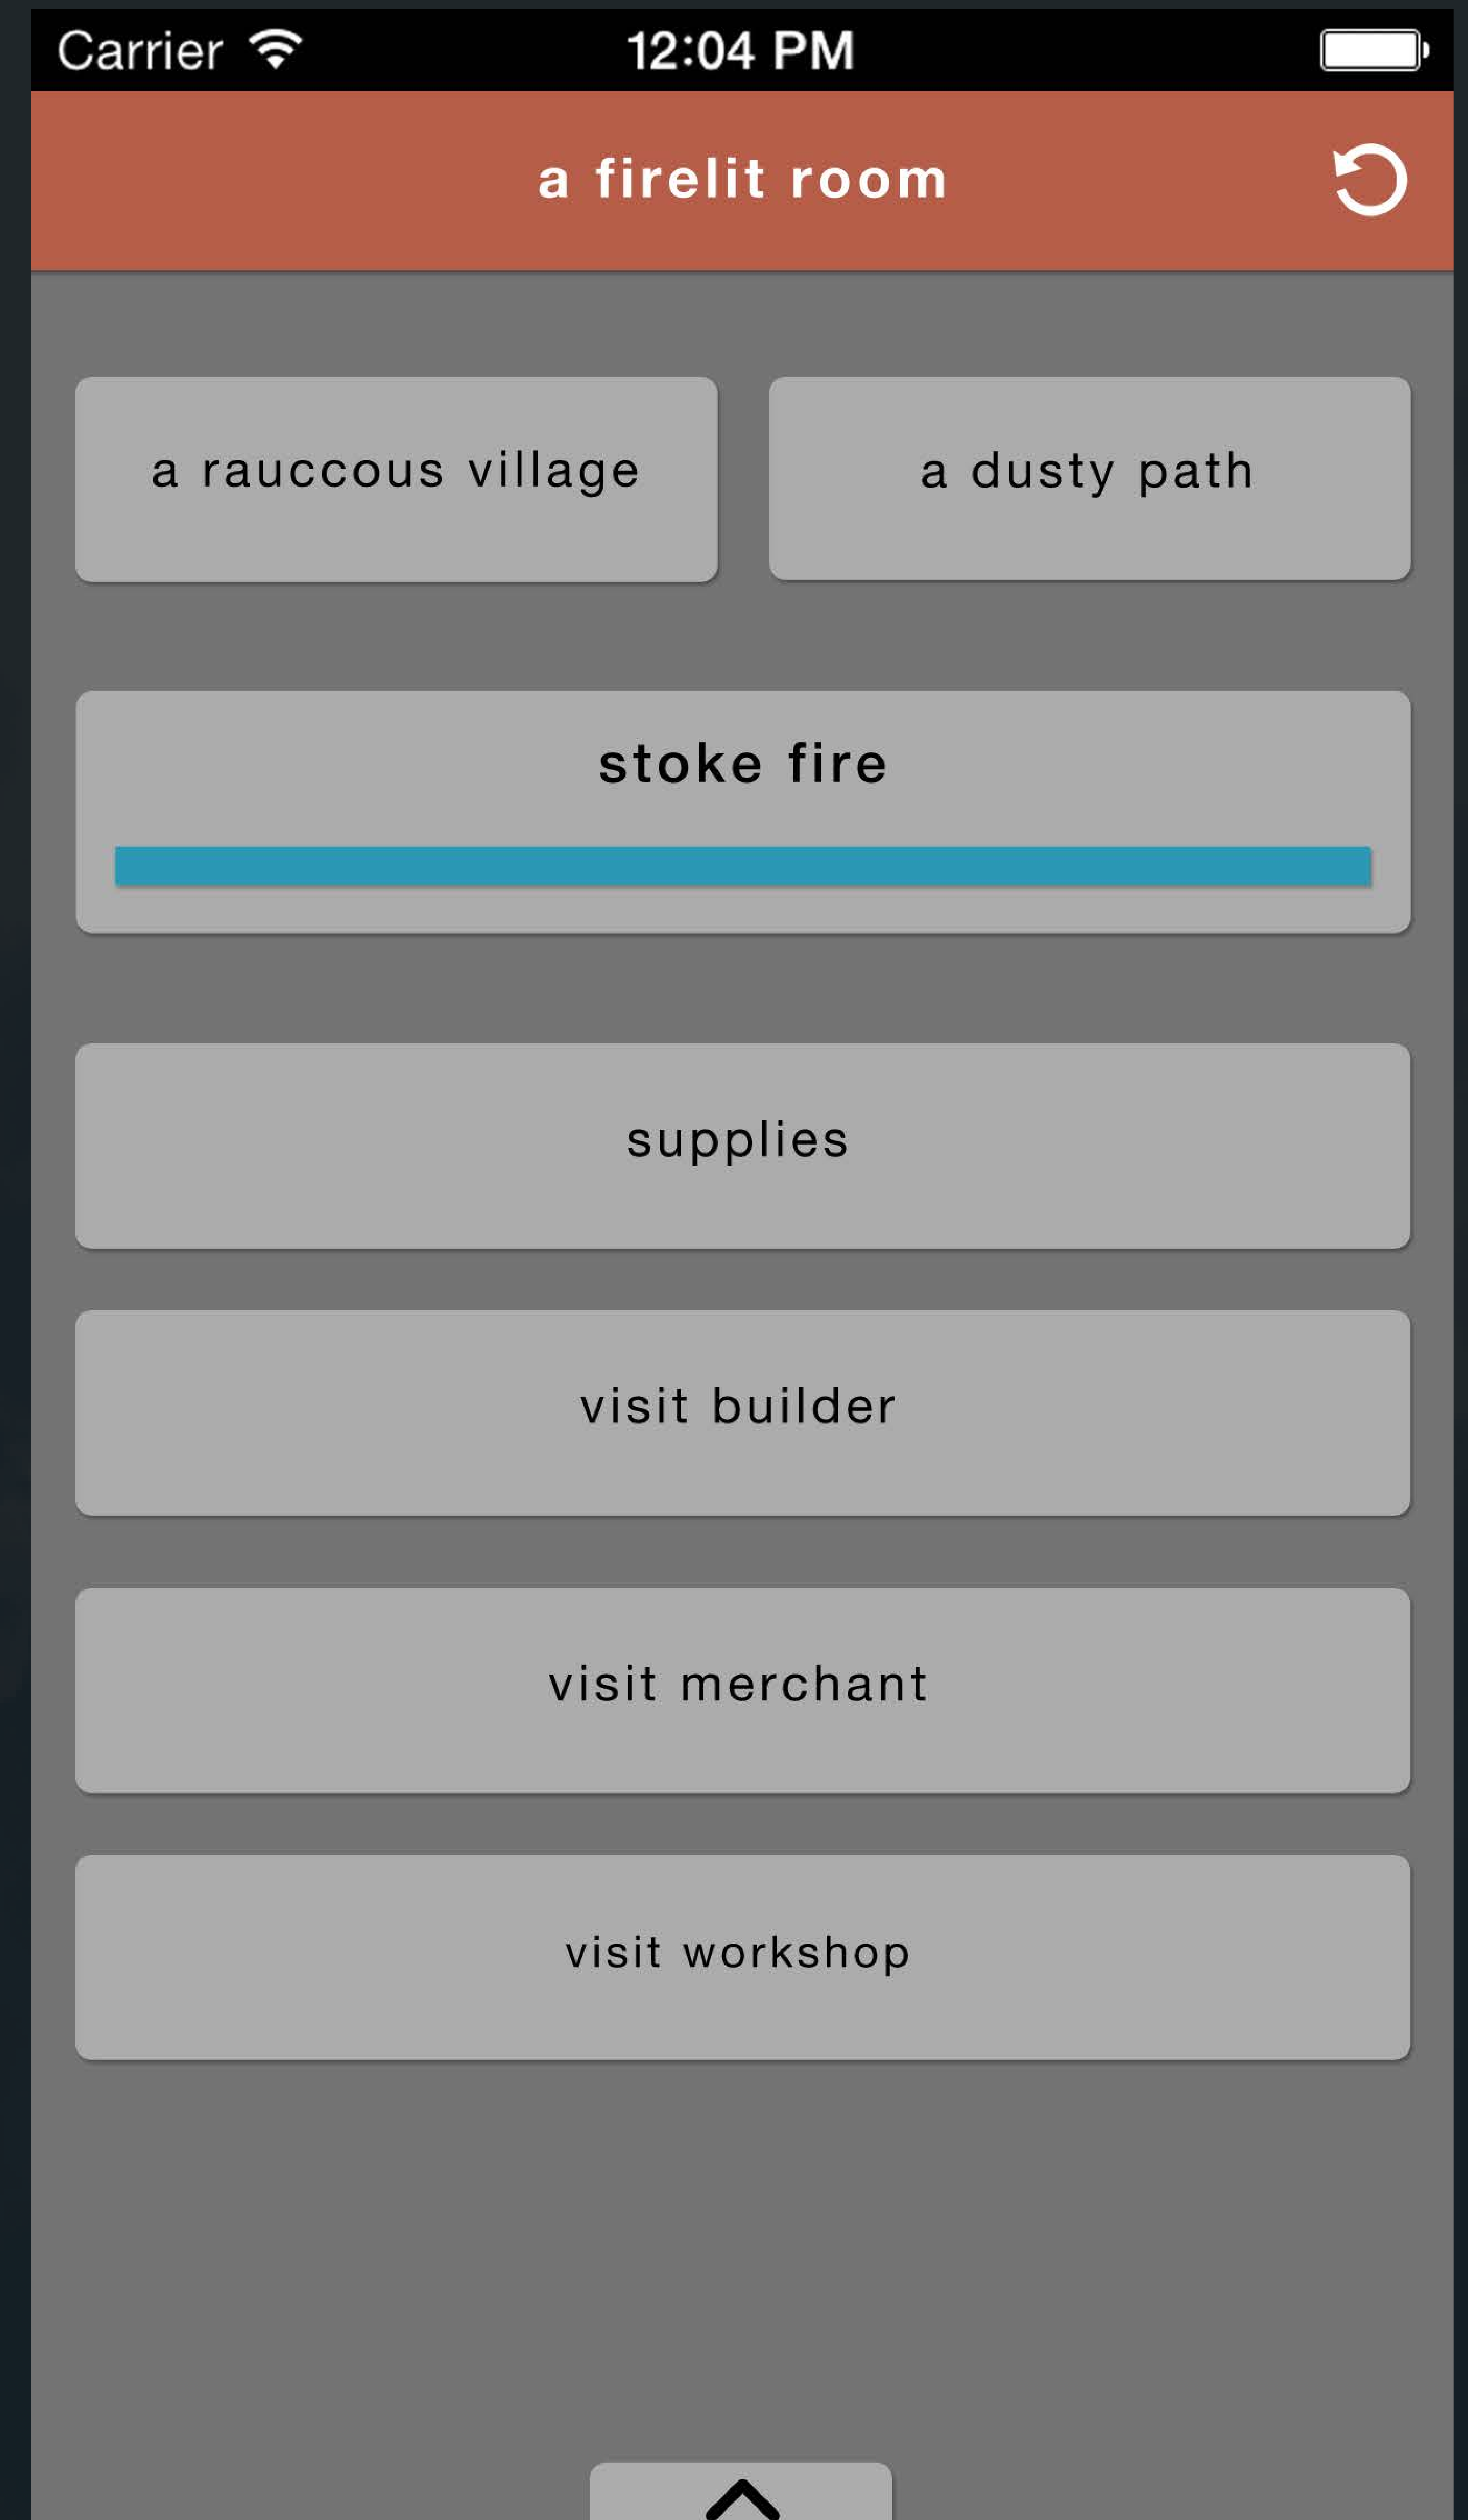 Carrier 12:04 PM
a firelit room
a rauccous village a dusty path
stoke fire
supplies
visit builder
visit merchant
visit workshop